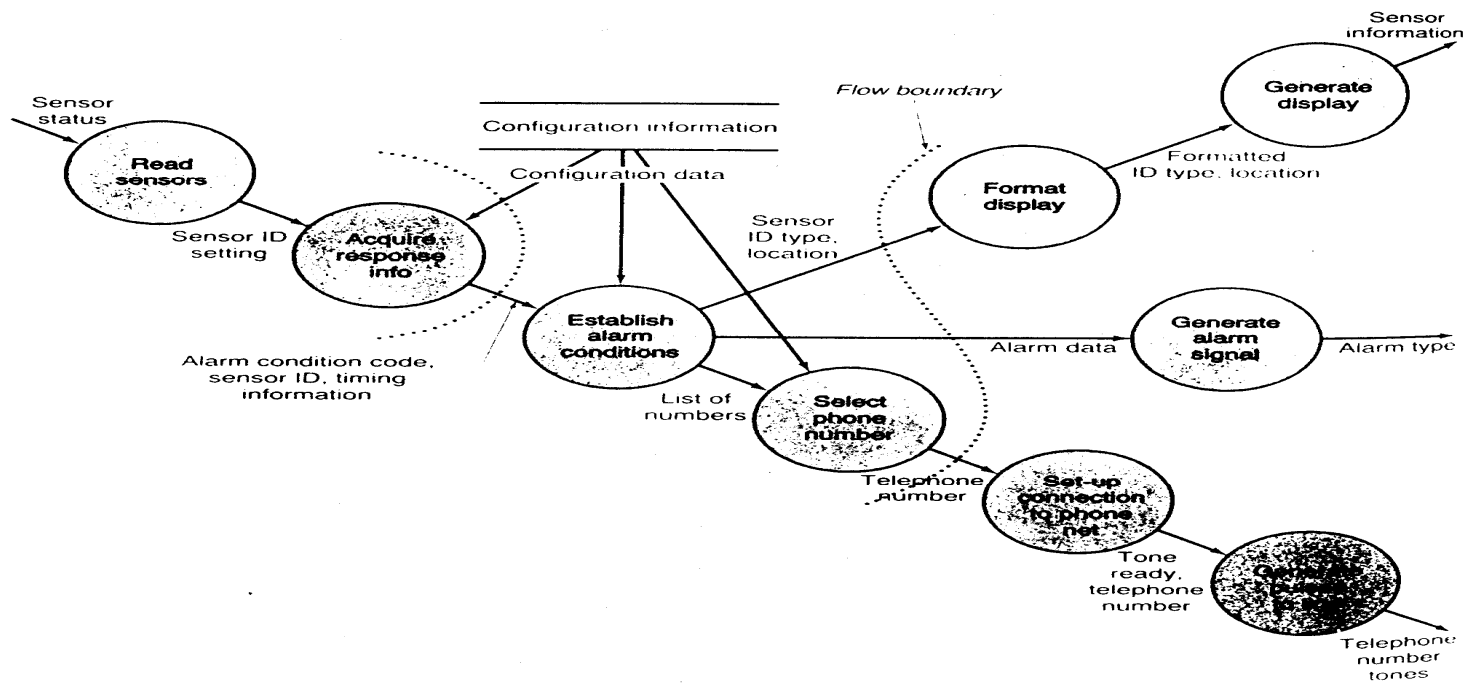 Sensor
information
Generate
display
Flow boundary
Sensor
status
Configuration information
Read
sensors
Formatted
ID type, location
Configuration data
Format
display
Sensor
ID type,
location
Sensor ID
setting
Acquire
response
info
Establish
alarm
conditions
Generate
alarm
signal
Alarm data
Alarm type
Alarm condition code,
sensor ID, timing
information
List of
numbers
Select
phone
number
Telephone
number
Set-up
connection
to phone
net
Tone
ready,
telephone
number
Generate
Telephone
number
tones